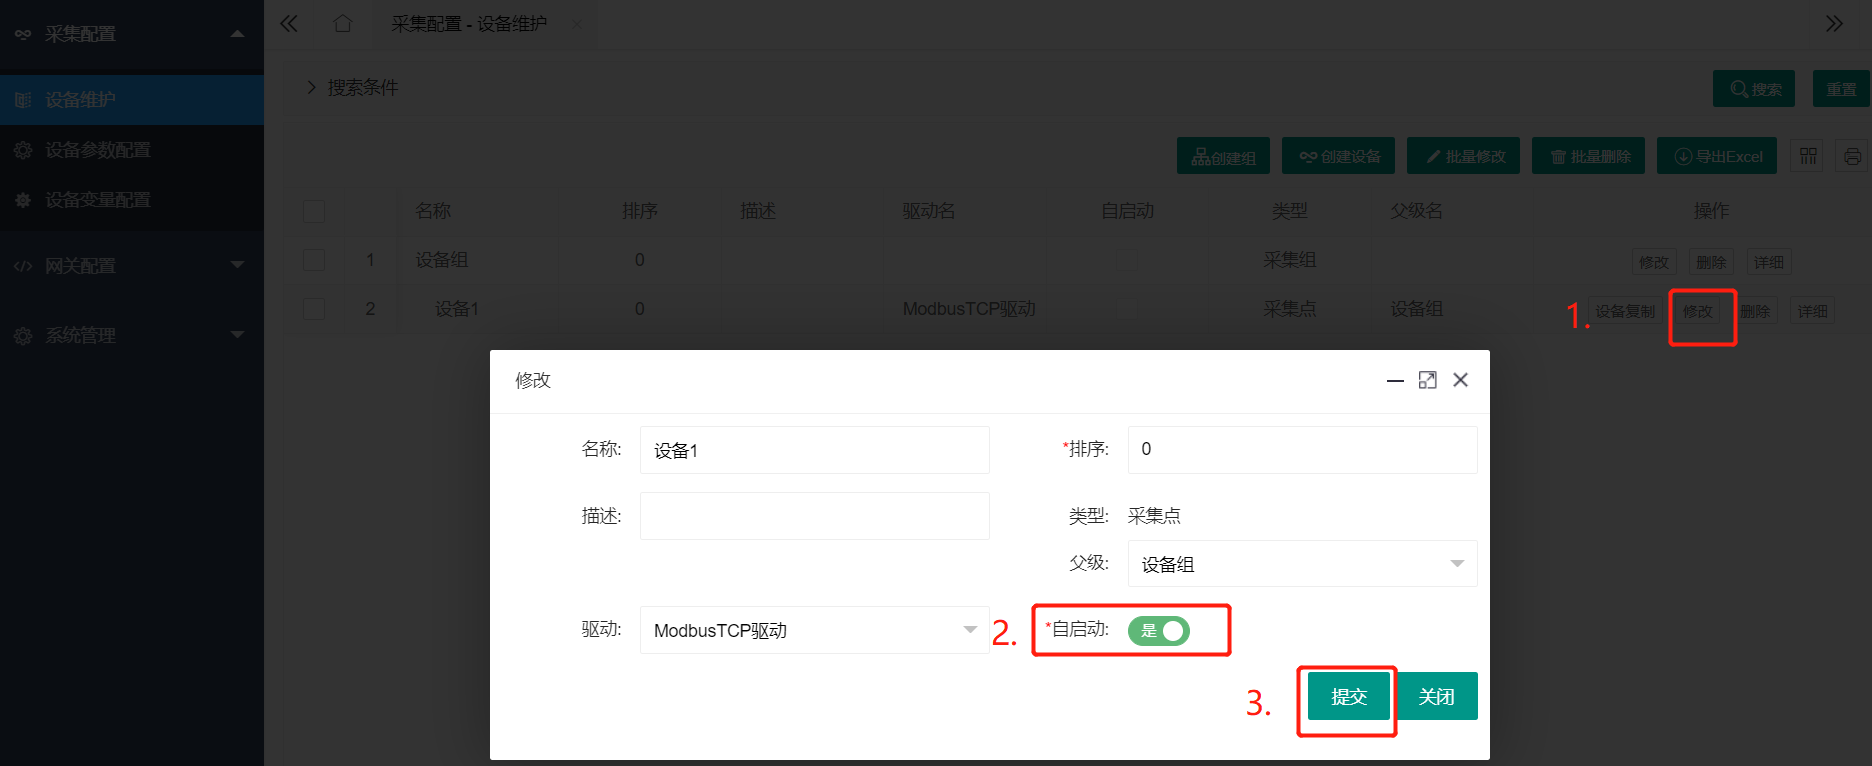 采集配置
设备维护
设备参数配置
设备变量配置
网关配置
系统管理
采集配置 - 设备维护
搜索条件
搜索
重置
创建组
创建设备
批量修改
批量删除
导出Excel
名称 排序 描述 驱动名 自启动 类型 父级名 操作
1 设备组 0 采集组 修改 删除 详细
2 设备1 0 ModbusTCP驱动 采集点 设备组 1. 设备复制 修改 删除 详细
修改
名称: 设备1 *排序: 0
描述: 类型: 采集点
父级: 设备组
驱动: ModbusTCP驱动 2. *自启动: 是
3. 提交 关闭